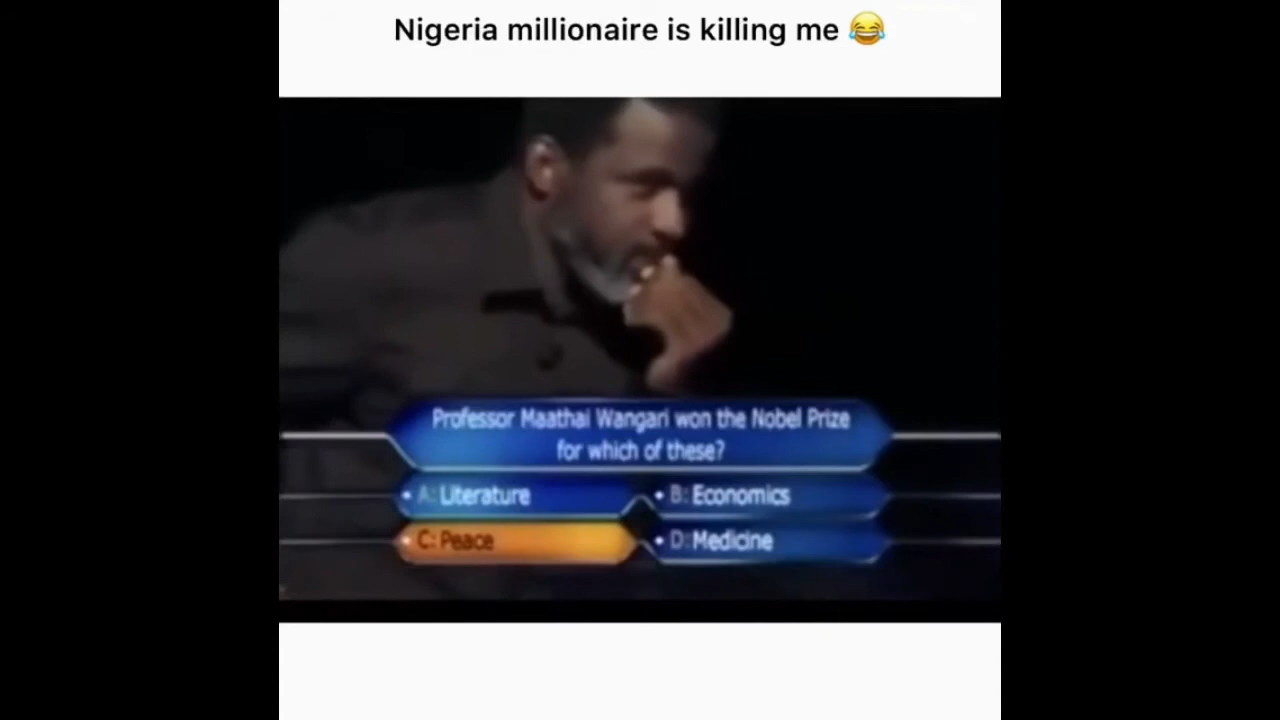 Nigeria millionaire is killing me 😂
Professor Maathai Wangari won the Nobel Prize
for which of these?
A: Literature
B: Economics
C: Peace
D: Medicine